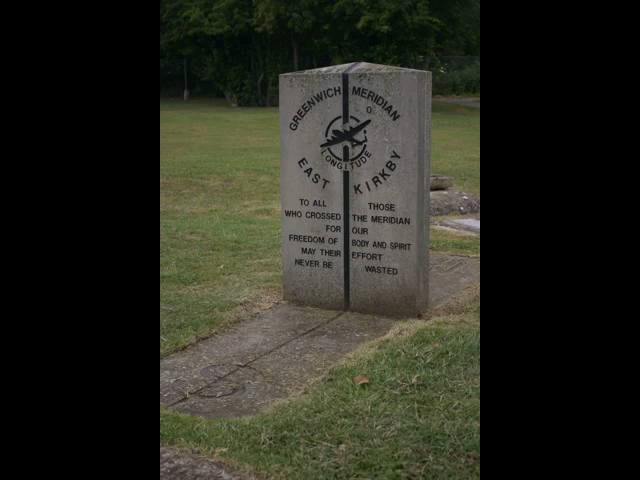 GREENWICH MERIDIAN
0
LONGITUDE
EAST KIRKBY
TO ALL THOSE
WHO CROSSED THE MERIDIAN
FOR OUR
FREEDOM OF BODY AND SPIRIT
MAY THEIR EFFORT
NEVER BE WASTED